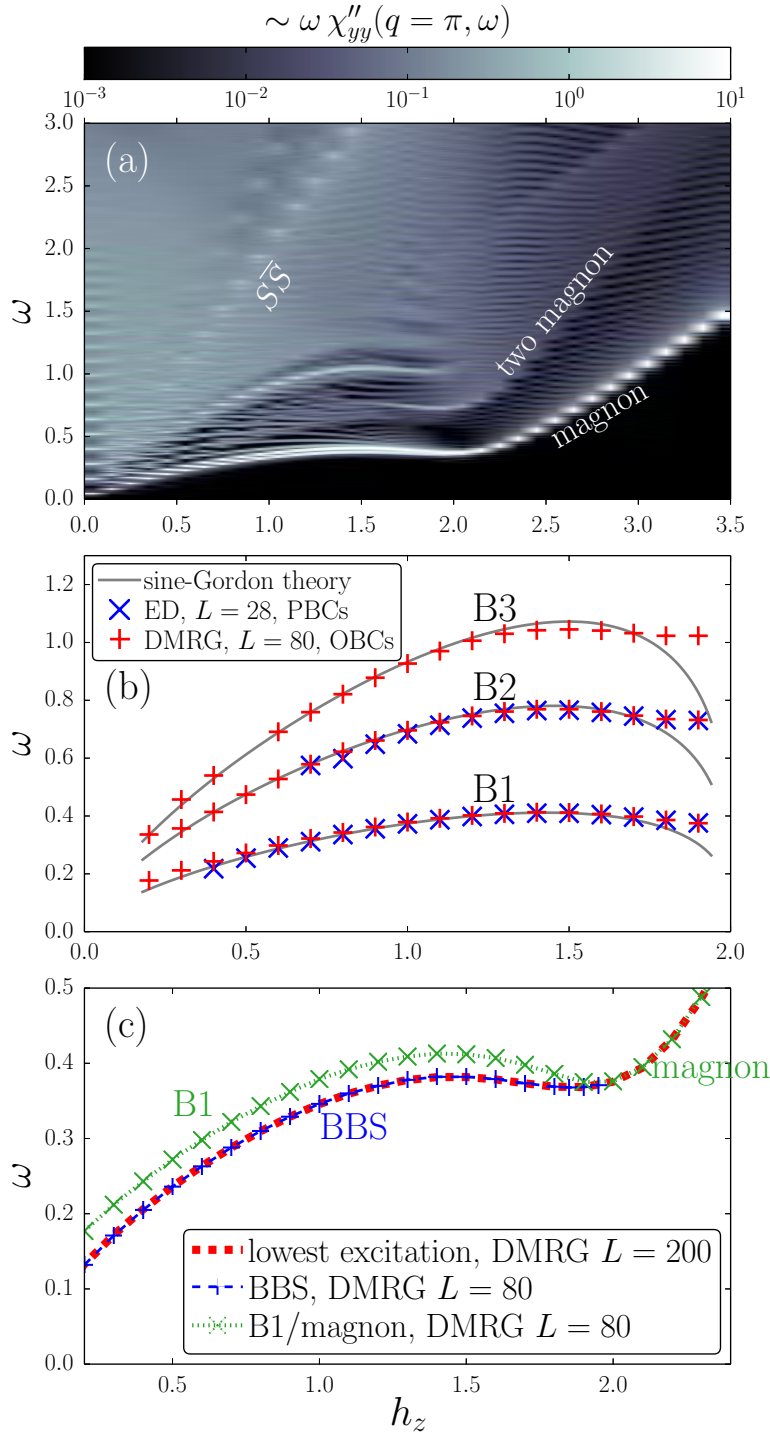 ∼ ω χ''_{yy}(q = π, ω)
10^{−3} 10^{−2} 10^{−1} 10^{0} 10^{1}
(a)
3.0
2.5
2.0
1.5
1.0
0.5
0.0
ω
SS̅
two magnon
magnon
0.0 0.5 1.0 1.5 2.0 2.5 3.0 3.5
sine-Gordon theory
ED, L = 28, PBCs
DMRG, L = 80, OBCs
(b)
B3
B2
B1
1.2
1.0
0.8
0.6
0.4
0.2
0.0
ω
0.0 0.5 1.0 1.5 2.0
(c)
0.5
0.4
0.3
0.2
0.1
0.0
ω
B1
BBS
magnon
lowest excitation, DMRG L = 200
BBS, DMRG L = 80
B1/magnon, DMRG L = 80
0.5 1.0 1.5 2.0
h_z